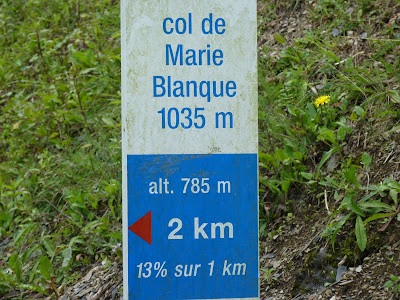 col de
Marie
Blanque
1035 m
alt. 785 m
2 km
13% sur 1 km